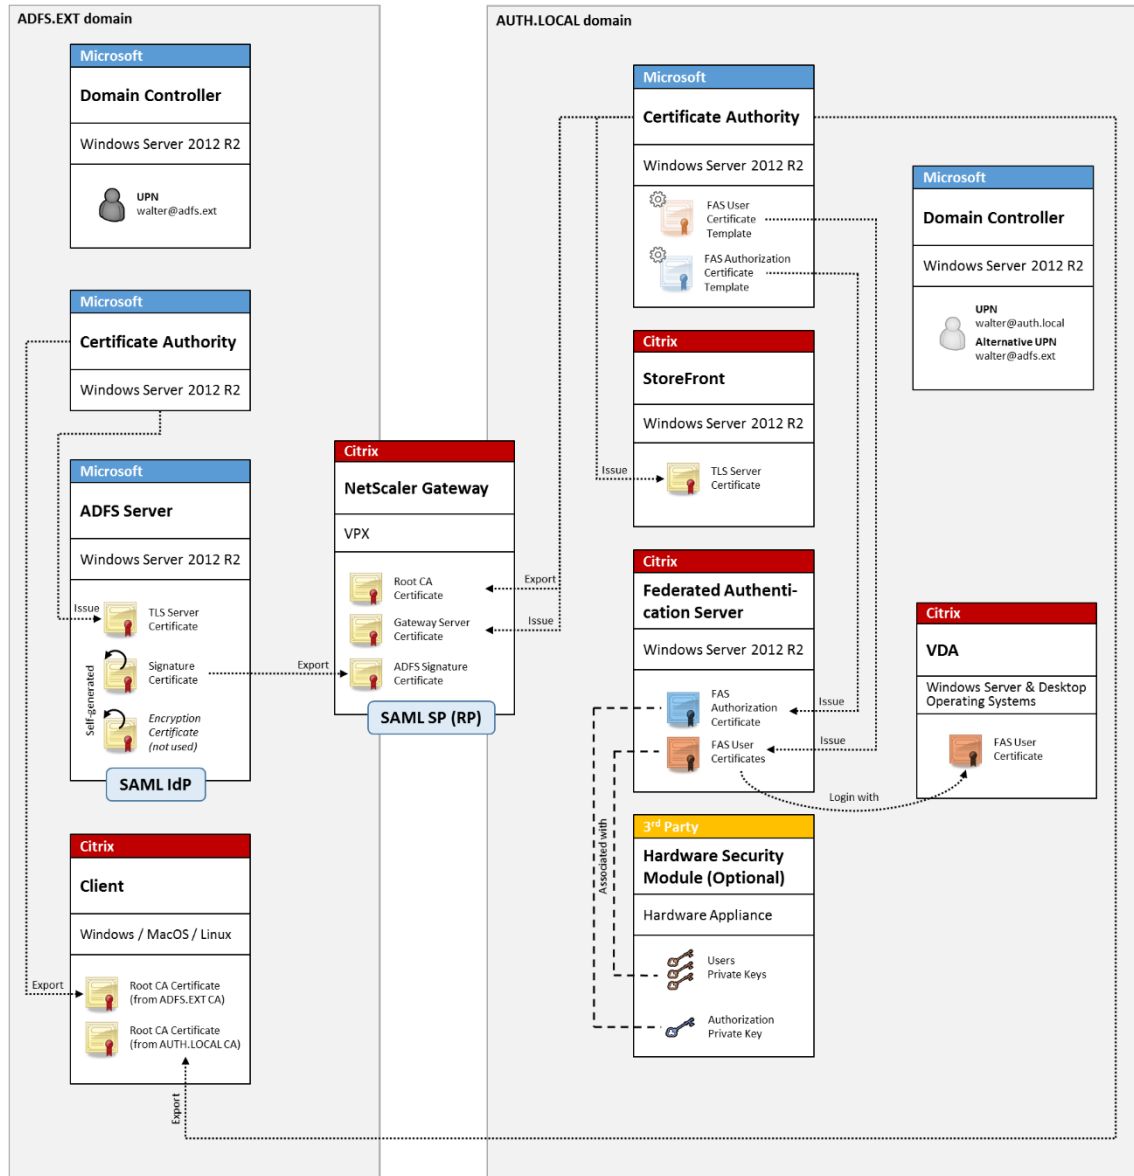 ADFS.EXT domain
Microsoft
Domain Controller
Windows Server 2012 R2
UPN
walter@adfs.ext
Microsoft
Certificate Authority
Windows Server 2012 R2
Microsoft
ADFS Server
Windows Server 2012 R2
Issue
TLS Server
Certificate
Self-generated
Signature
Certificate
Encryption
Certificate
(not used)
SAML IdP
Citrix
Client
Windows / MacOS / Linux
Export
Root CA Certificate
(from ADFS.EXT CA)
Root CA Certificate
(from AUTH.LOCAL CA)
Export
Citrix
NetScaler Gateway
VPX
Root CA
Certificate
Export
Gateway Server
Certificate
Issue
Export
ADFS Signature
Certificate
SAML SP (RP)
AUTH.LOCAL domain
Microsoft
Certificate Authority
Windows Server 2012 R2
FAS User
Certificate
Template
FAS Authorization
Certificate
Template
Citrix
StoreFront
Windows Server 2012 R2
Issue
TLS Server
Certificate
Citrix
Federated Authenti-
cation Server
Windows Server 2012 R2
FAS
Authorization
Certificate
Issue
FAS User
Certificates
Issue
Login with
3rd Party
Hardware Security
Module (Optional)
Hardware Appliance
Associated with
Users
Private Keys
Authorization
Private Key
Microsoft
Domain Controller
Windows Server 2012 R2
UPN
walter@auth.local
Alternative UPN
walter@adfs.ext
Citrix
VDA
Windows Server & Desktop
Operating Systems
FAS User
Certificate